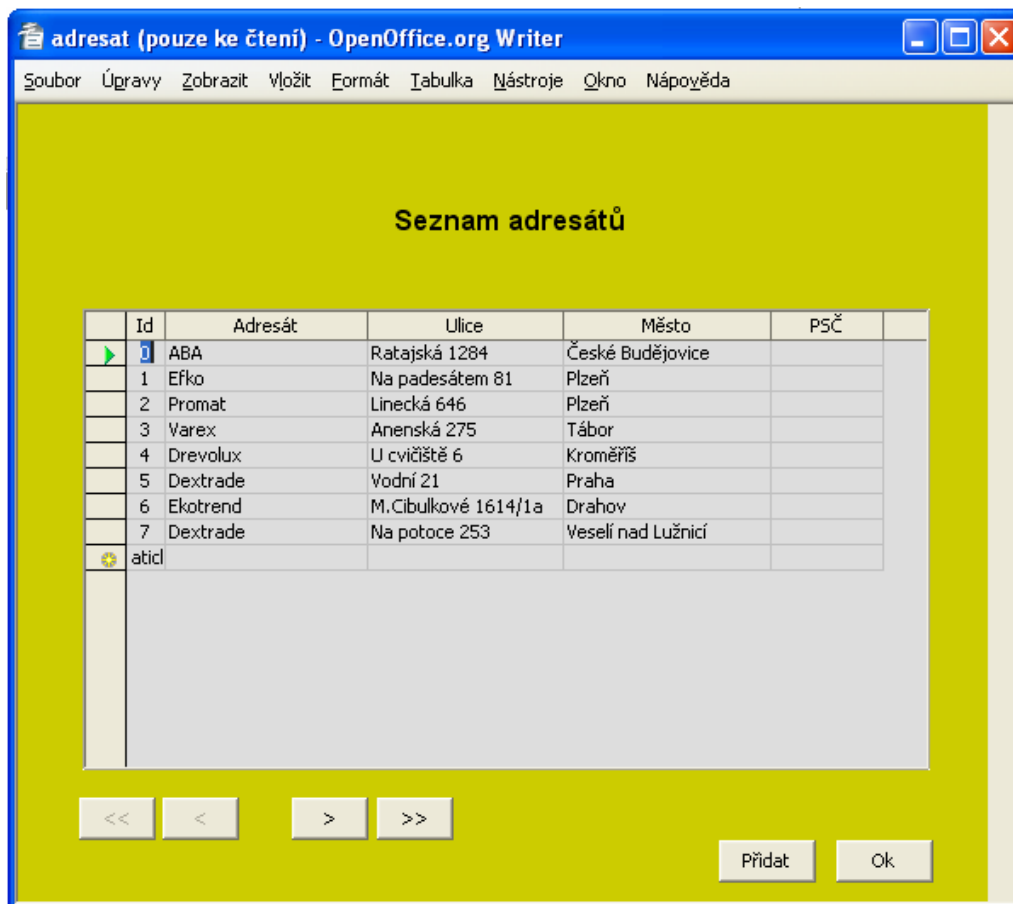 adresat (pouze ke čtení) - OpenOffice.org Writer
Soubor Úpravy Zobrazit Vložit Formát Tabulka Nástroje Okno Nápověda
Seznam adresátů
Id Adresát Ulice Město PSČ
0 ABA Ratajská 1284 České Budějovice
1 Efko Na padesátem 81 Plzeň
2 Promat Linecká 646 Plzeň
3 Varex Anenská 275 Tábor
4 Drevolux U cvičiště 6 Kroměříš
5 Dextrade Vodní 21 Praha
6 Ekotrend M.Cibulkové 1614/1a Drahov
7 Dextrade Na potoce 253 Veselí nad Lužnicí
aticl
<< < > >>
Přidat Ok